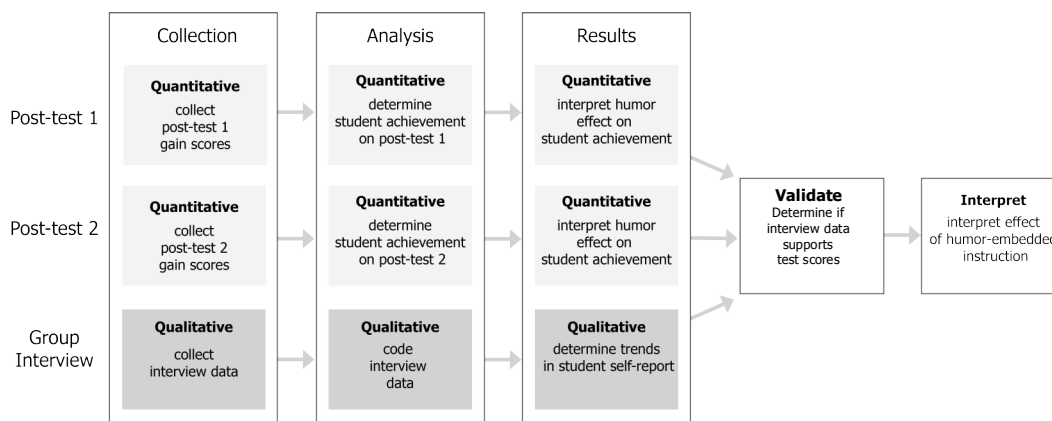 Collection
Analysis
Results
Post-test 1
Quantitative
collect
post-test 1
gain scores
Quantitative
determine
student achievement
on post-test 1
Quantitative
interpret humor
effect on
student achievement
Post-test 2
Quantitative
collect
post-test 2
gain scores
Quantitative
determine
student achievement
on post-test 2
Quantitative
interpret humor
effect on
student achievement
Group
Interview
Qualitative
collect
interview data
Qualitative
code
interview
data
Qualitative
determine trends
in student self-report
Validate
Determine if
interview data
supports
test scores
Interpret
interpret effect
of humor-embedded
instruction